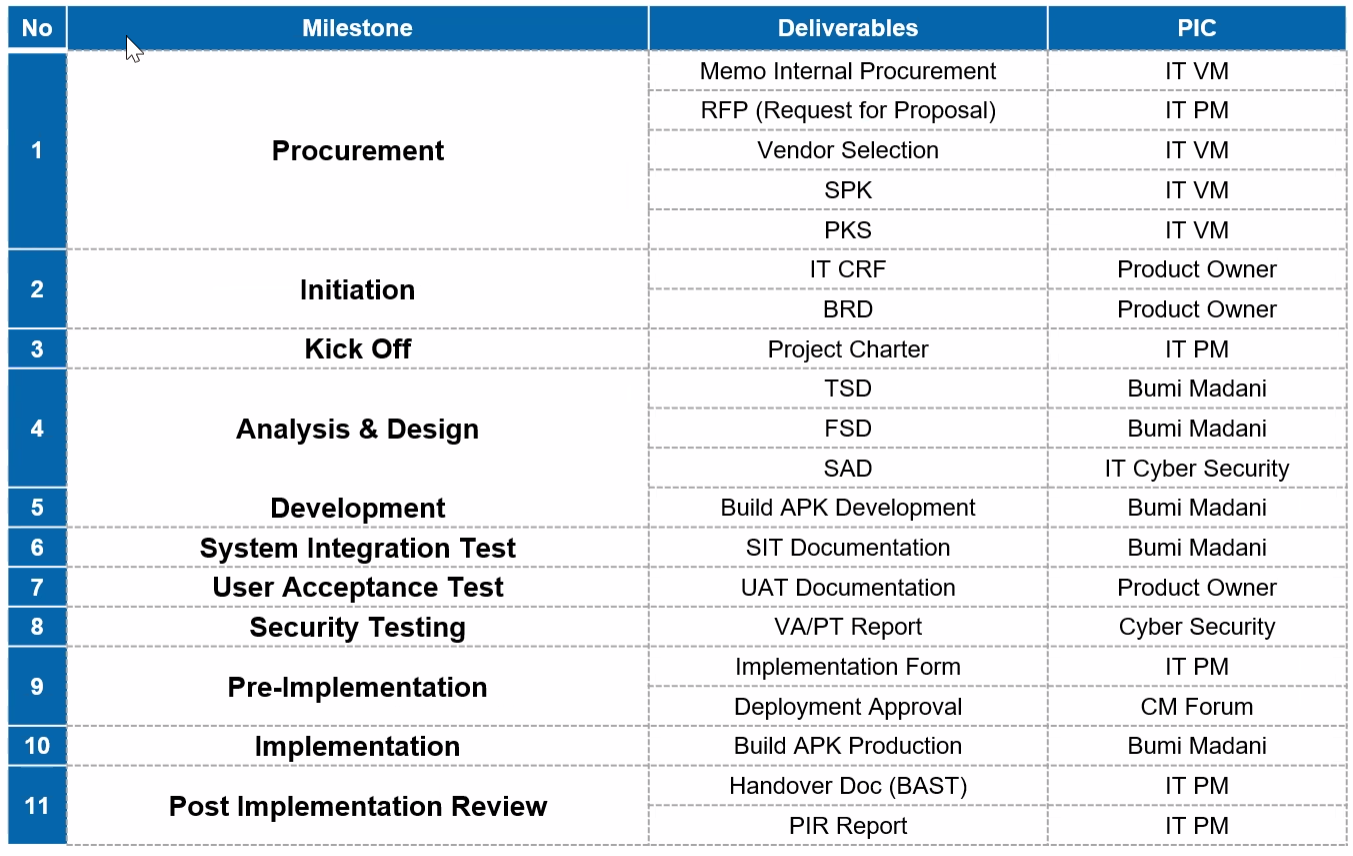 No Milestone Deliverables PIC
1 Procurement Memo Internal Procurement IT VM
RFP (Request for Proposal) IT PM
Vendor Selection IT VM
SPK IT VM
PKS IT VM
2 Initiation IT CRF Product Owner
BRD Product Owner
3 Kick Off Project Charter IT PM
4 Analysis & Design TSD Bumi Madani
FSD Bumi Madani
SAD IT Cyber Security
5 Development Build APK Development Bumi Madani
6 System Integration Test SIT Documentation Bumi Madani
7 User Acceptance Test UAT Documentation Product Owner
8 Security Testing VA/PT Report Cyber Security
9 Pre-Implementation Implementation Form IT PM
Deployment Approval CM Forum
10 Implementation Build APK Production Bumi Madani
11 Post Implementation Review Handover Doc (BAST) IT PM
PIR Report IT PM